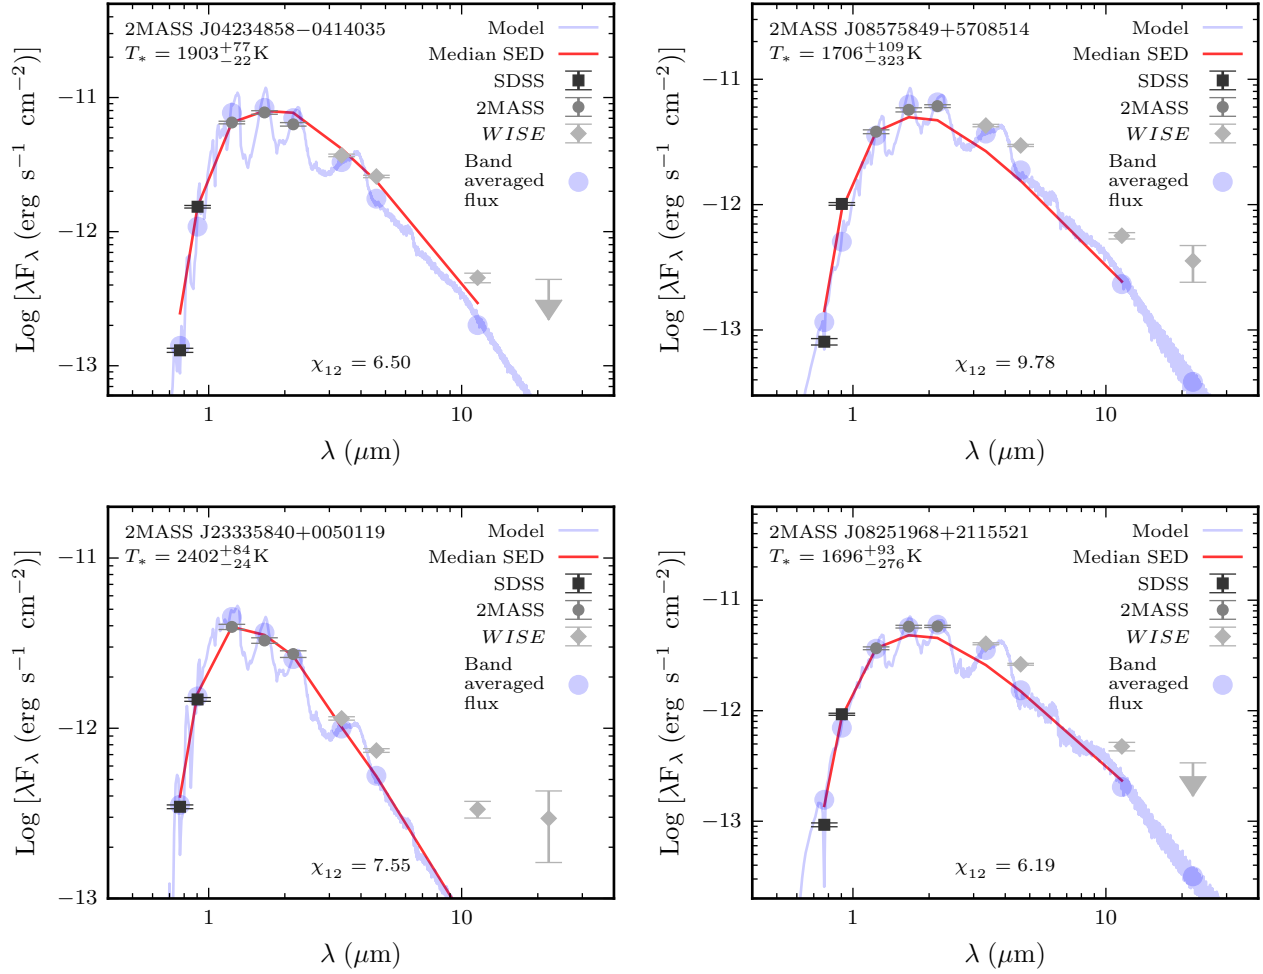 2MASS J04234858−0414035
T* = 1903+77−22K
Model
Median SED
SDSS
2MASS
WISE
Band
averaged
flux
χ12 = 6.50
−11
−12
−13
1
10
λ (μm)
Log [λFλ (erg s−1 cm−2)]
2MASS J08575849+5708514
T* = 1706+109−323K
Model
Median SED
SDSS
2MASS
WISE
Band
averaged
flux
χ12 = 9.78
−11
−12
−13
1
10
λ (μm)
Log [λFλ (erg s−1 cm−2)]
2MASS J23335840+0050119
T* = 2402+84−24K
Model
Median SED
SDSS
2MASS
WISE
Band
averaged
flux
χ12 = 7.55
−11
−12
−13
1
10
λ (μm)
Log [λFλ (erg s−1 cm−2)]
2MASS J08251968+2115521
T* = 1696+93−276K
Model
Median SED
SDSS
2MASS
WISE
Band
averaged
flux
χ12 = 6.19
−11
−12
−13
1
10
λ (μm)
Log [λFλ (erg s−1 cm−2)]